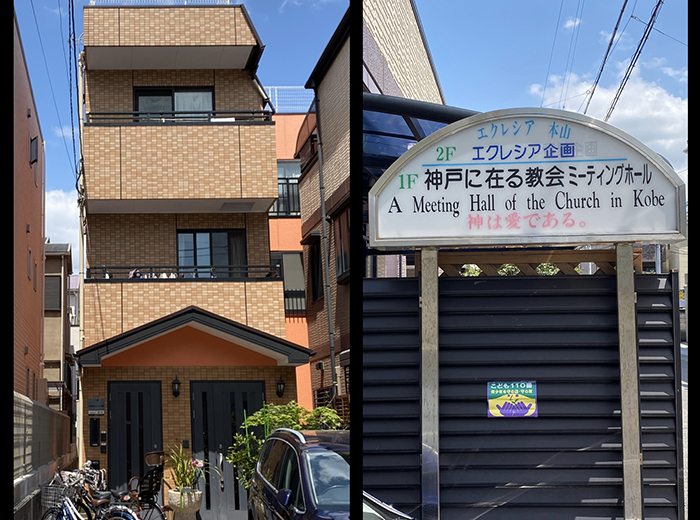 エクレシア 本山
2F エクレシア企画
1F 神戸に在る教会 ミーティングホール
A Meeting Hall of the Church in Kobe
神は愛である。
こども110番